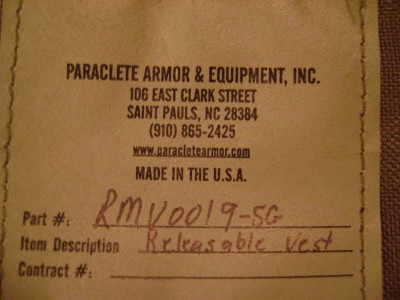 PARACLETE ARMOR & EQUIPMENT, INC.
106 EAST CLARK STREET
SAINT PAULS, NC 28384
(910) 865-2425
www.paracletearmor.com
MADE IN THE U.S.A.
Part #: RMV0019-SG
Item Description Releasable Vest
Contract #: